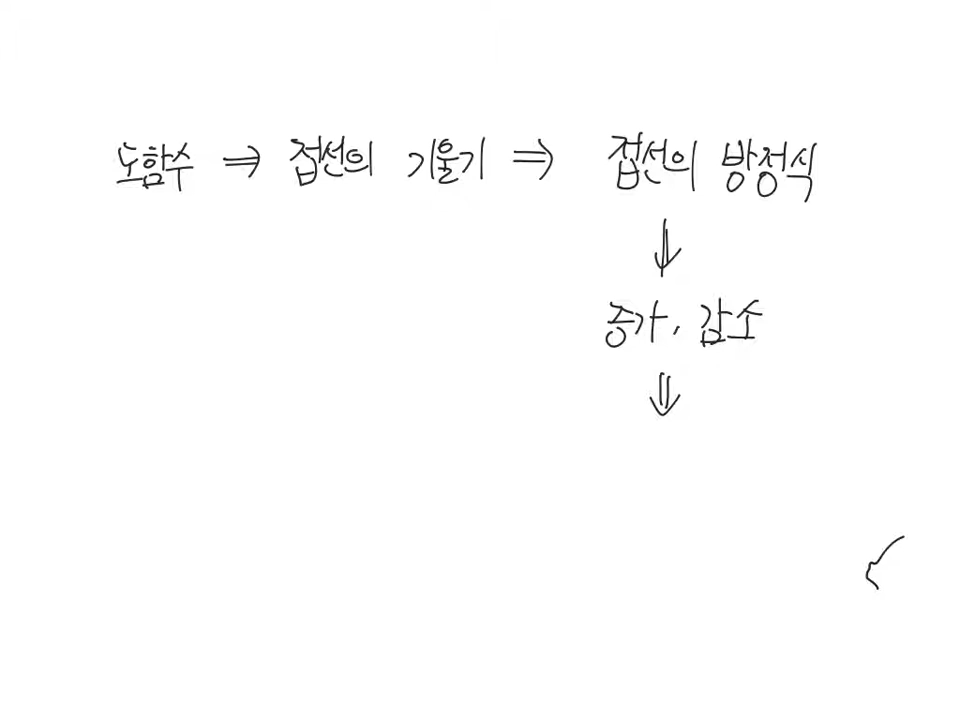 도함수 ⇒ 접선의 기울기 ⇒ 접선의 방정식
↓
증가, 감소
⇓